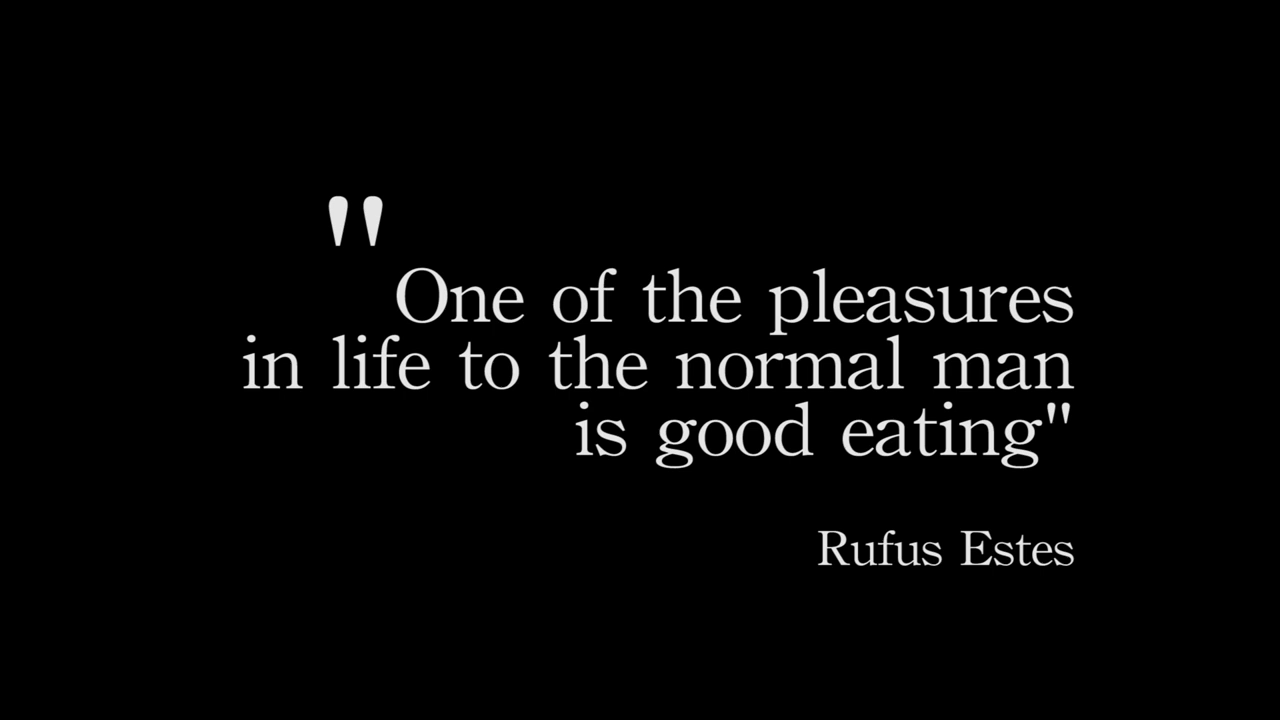 "One of the pleasures
in life to the normal man
is good eating"
Rufus Estes